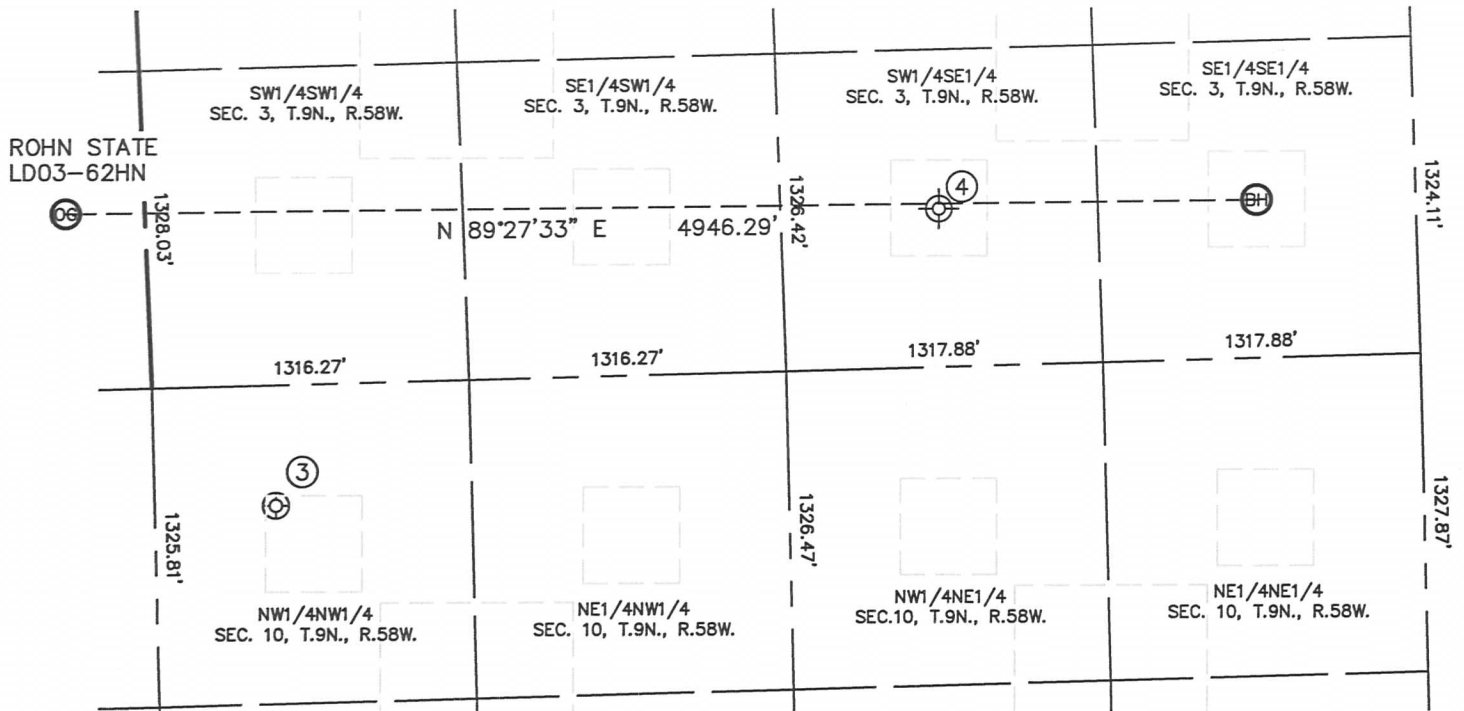 SW1/4SW1/4
SEC. 3, T.9N., R.58W.
SE1/4SW1/4
SEC. 3, T.9N., R.58W.
SW1/4SE1/4
SEC. 3, T.9N., R.58W.
SE1/4SE1/4
SEC. 3, T.9N., R.58W.
ROHN STATE
LD03-62HN
OG
1328.03'
N 89°27'33" E 4946.29'
1326.42'
4
BH
1324.11'
1316.27'
1316.27'
1317.88'
1317.88'
3
1325.81'
1326.47'
1327.87'
NW1/4NW1/4
SEC. 10, T.9N., R.58W.
NE1/4NW1/4
SEC. 10, T.9N., R.58W.
NW1/4NE1/4
SEC.10, T.9N., R.58W.
NE1/4NE1/4
SEC. 10, T.9N., R.58W.